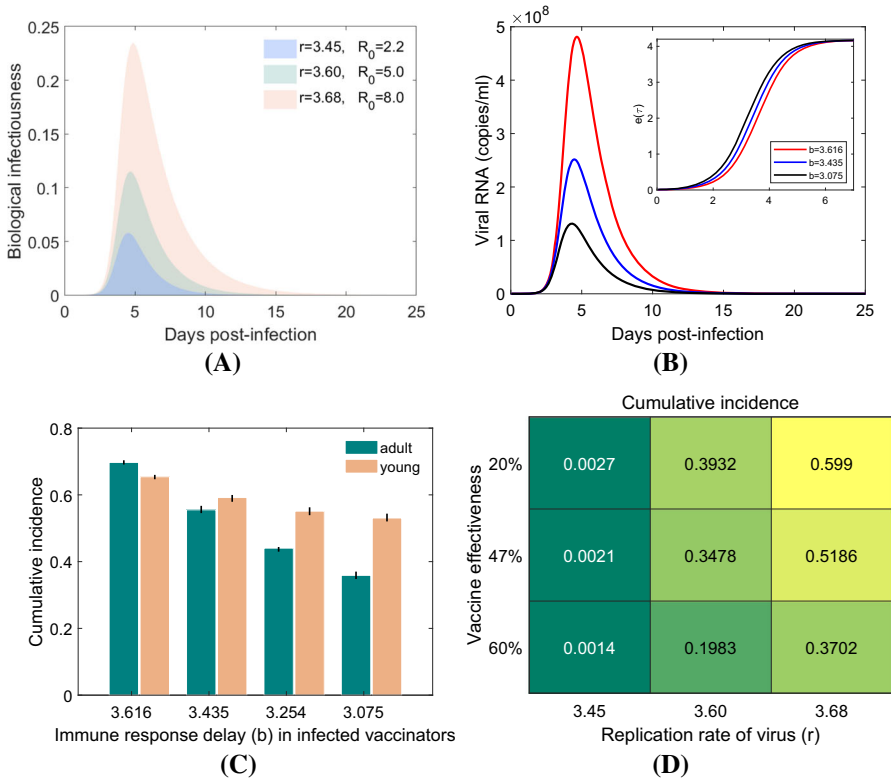 0.25
0.20
0.15
0.1
0.05
0
0 5 10 15 20 25
Biological infectiousness
Days post-infection
r=3.45, R0=2.2
r=3.60, R0=5.0
r=3.68, R0=8.0
(A)
×10^8
5
4
3
2
1
0
0 5 10 15 20 25
Viral RNA (copies/ml)
Days post-infection
4
3
2
1
0
0 2 4 6
e(τ)
b=3.616
b=3.435
b=3.075
(B)
0.8
0.6
0.4
0.2
0
Cumulative incidence
adult
young
3.616 3.435 3.254 3.075
Immune response delay (b) in infected vaccinators
(C)
Cumulative incidence
Vaccine effectiveness
20% 0.0027 0.3932 0.599
47% 0.0021 0.3478 0.5186
60% 0.0014 0.1983 0.3702
3.45 3.60 3.68
Replication rate of virus (r)
(D)